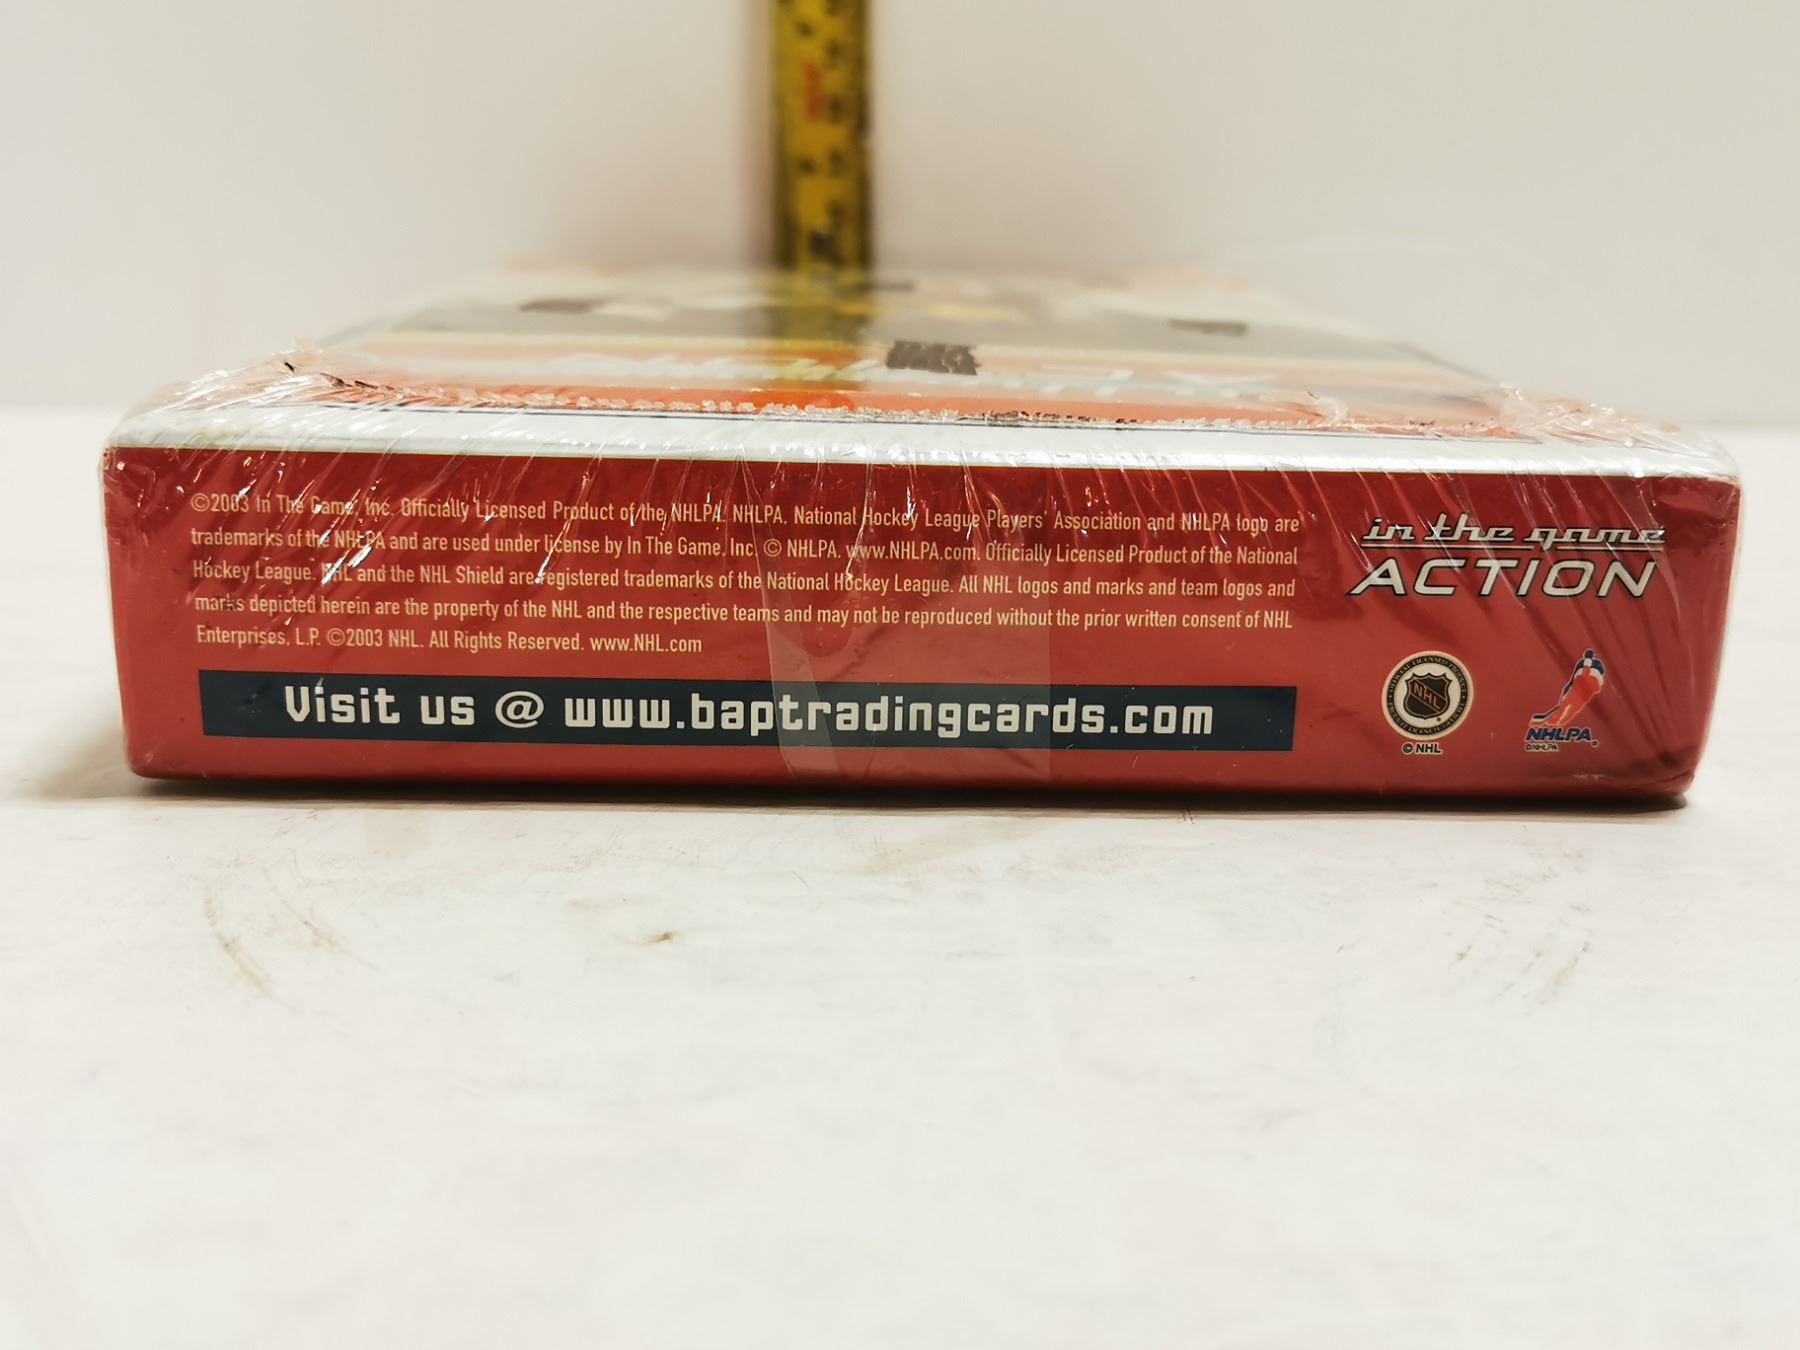 ©2003 In The Game, Inc. Officially Licensed Product of the NHLPA. NHLPA, National Hockey League Players' Association and NHLPA logo are
trademarks of the NHLPA and are used under license by In The Game, Inc. © NHLPA. www.NHLPA.com. Officially Licensed Product of the National
Hockey League. NHL and the NHL Shield are registered trademarks of the National Hockey League. All NHL logos and marks and team logos and
marks depicted herein are the property of the NHL and the respective teams and may not be reproduced without the prior written consent of NHL
Enterprises, L.P. ©2003 NHL. All Rights Reserved. www.NHL.com
Visit us @ www.baptradingcards.com
in the game
ACTION
NHL
© NHL
NHLPA
©NHLPA